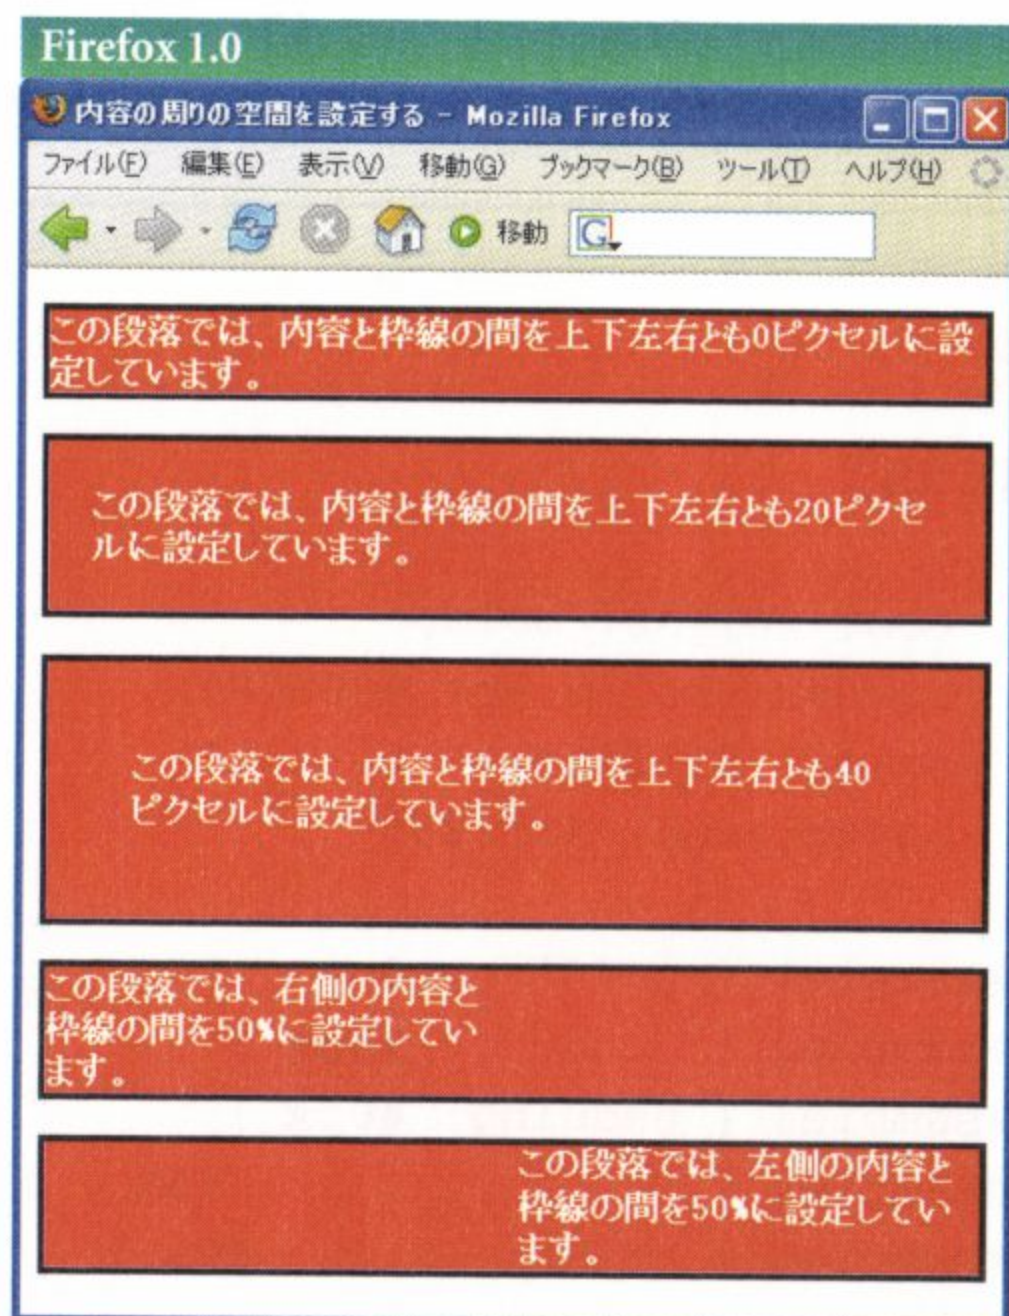 Firefox 1.0
内容の周りの空間を設定する - Mozilla Firefox
ファイル(F) 編集(E) 表示(V) 移動(G) ブックマーク(B) ツール(T) ヘルプ(H)
移動 G
この段落では、内容と枠線の間を上下左右とも0ピクセルに設
定しています。
この段落では、内容と枠線の間を上下左右とも20ピクセ
ルに設定しています。
この段落では、内容と枠線の間を上下左右とも40
ピクセルに設定しています。
この段落では、右側の内容と
枠線の間を50%に設定してい
ます。
この段落では、左側の内容と
枠線の間を50%に設定してい
ます。